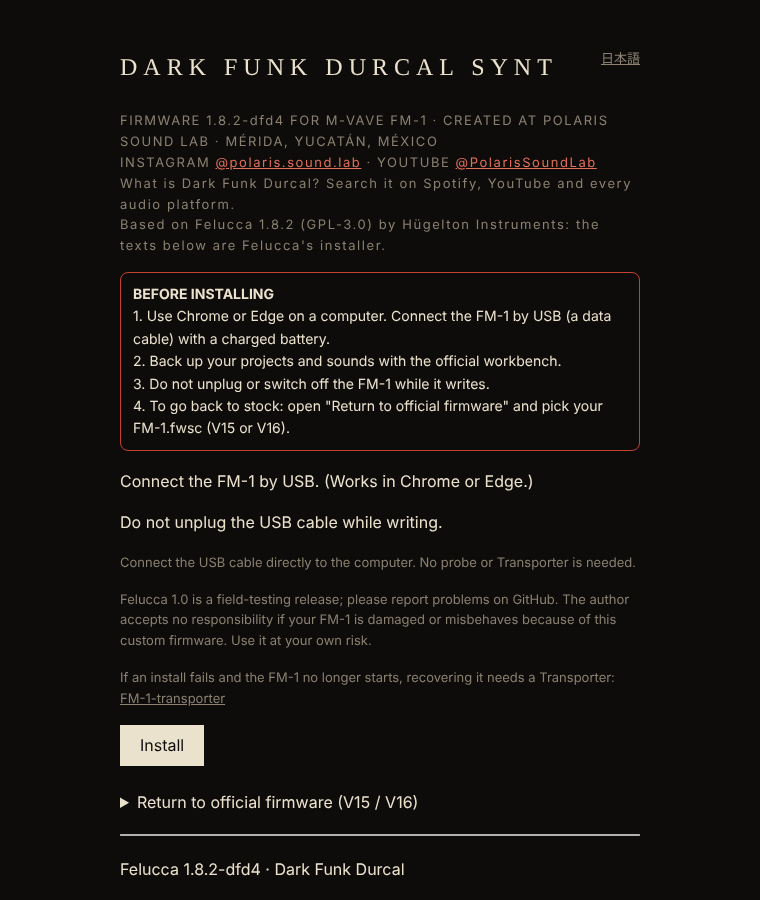 DARK FUNK DURCAL SYNT
日本語
FIRMWARE 1.8.2-dfd4 FOR M-VAVE FM-1 · CREATED AT POLARIS
SOUND LAB · MÉRIDA, YUCATÁN, MÉXICO
INSTAGRAM @polaris.sound.lab · YOUTUBE @PolarisSoundLab
What is Dark Funk Durcal? Search it on Spotify, YouTube and every
audio platform.
Based on Felucca 1.8.2 (GPL-3.0) by Hügelton Instruments: the
texts below are Felucca's installer.
BEFORE INSTALLING
1. Use Chrome or Edge on a computer. Connect the FM-1 by USB (a data
cable) with a charged battery.
2. Back up your projects and sounds with the official workbench.
3. Do not unplug or switch off the FM-1 while it writes.
4. To go back to stock: open "Return to official firmware" and pick your
FM-1.fwsc (V15 or V16).
Connect the FM-1 by USB. (Works in Chrome or Edge.)
Do not unplug the USB cable while writing.
Connect the USB cable directly to the computer. No probe or Transporter is needed.
Felucca 1.0 is a field-testing release; please report problems on GitHub. The author
accepts no responsibility if your FM-1 is damaged or misbehaves because of this
custom firmware. Use it at your own risk.
If an install fails and the FM-1 no longer starts, recovering it needs a Transporter:
FM-1-transporter
Install
Return to official firmware (V15 / V16)
Felucca 1.8.2-dfd4 · Dark Funk Durcal